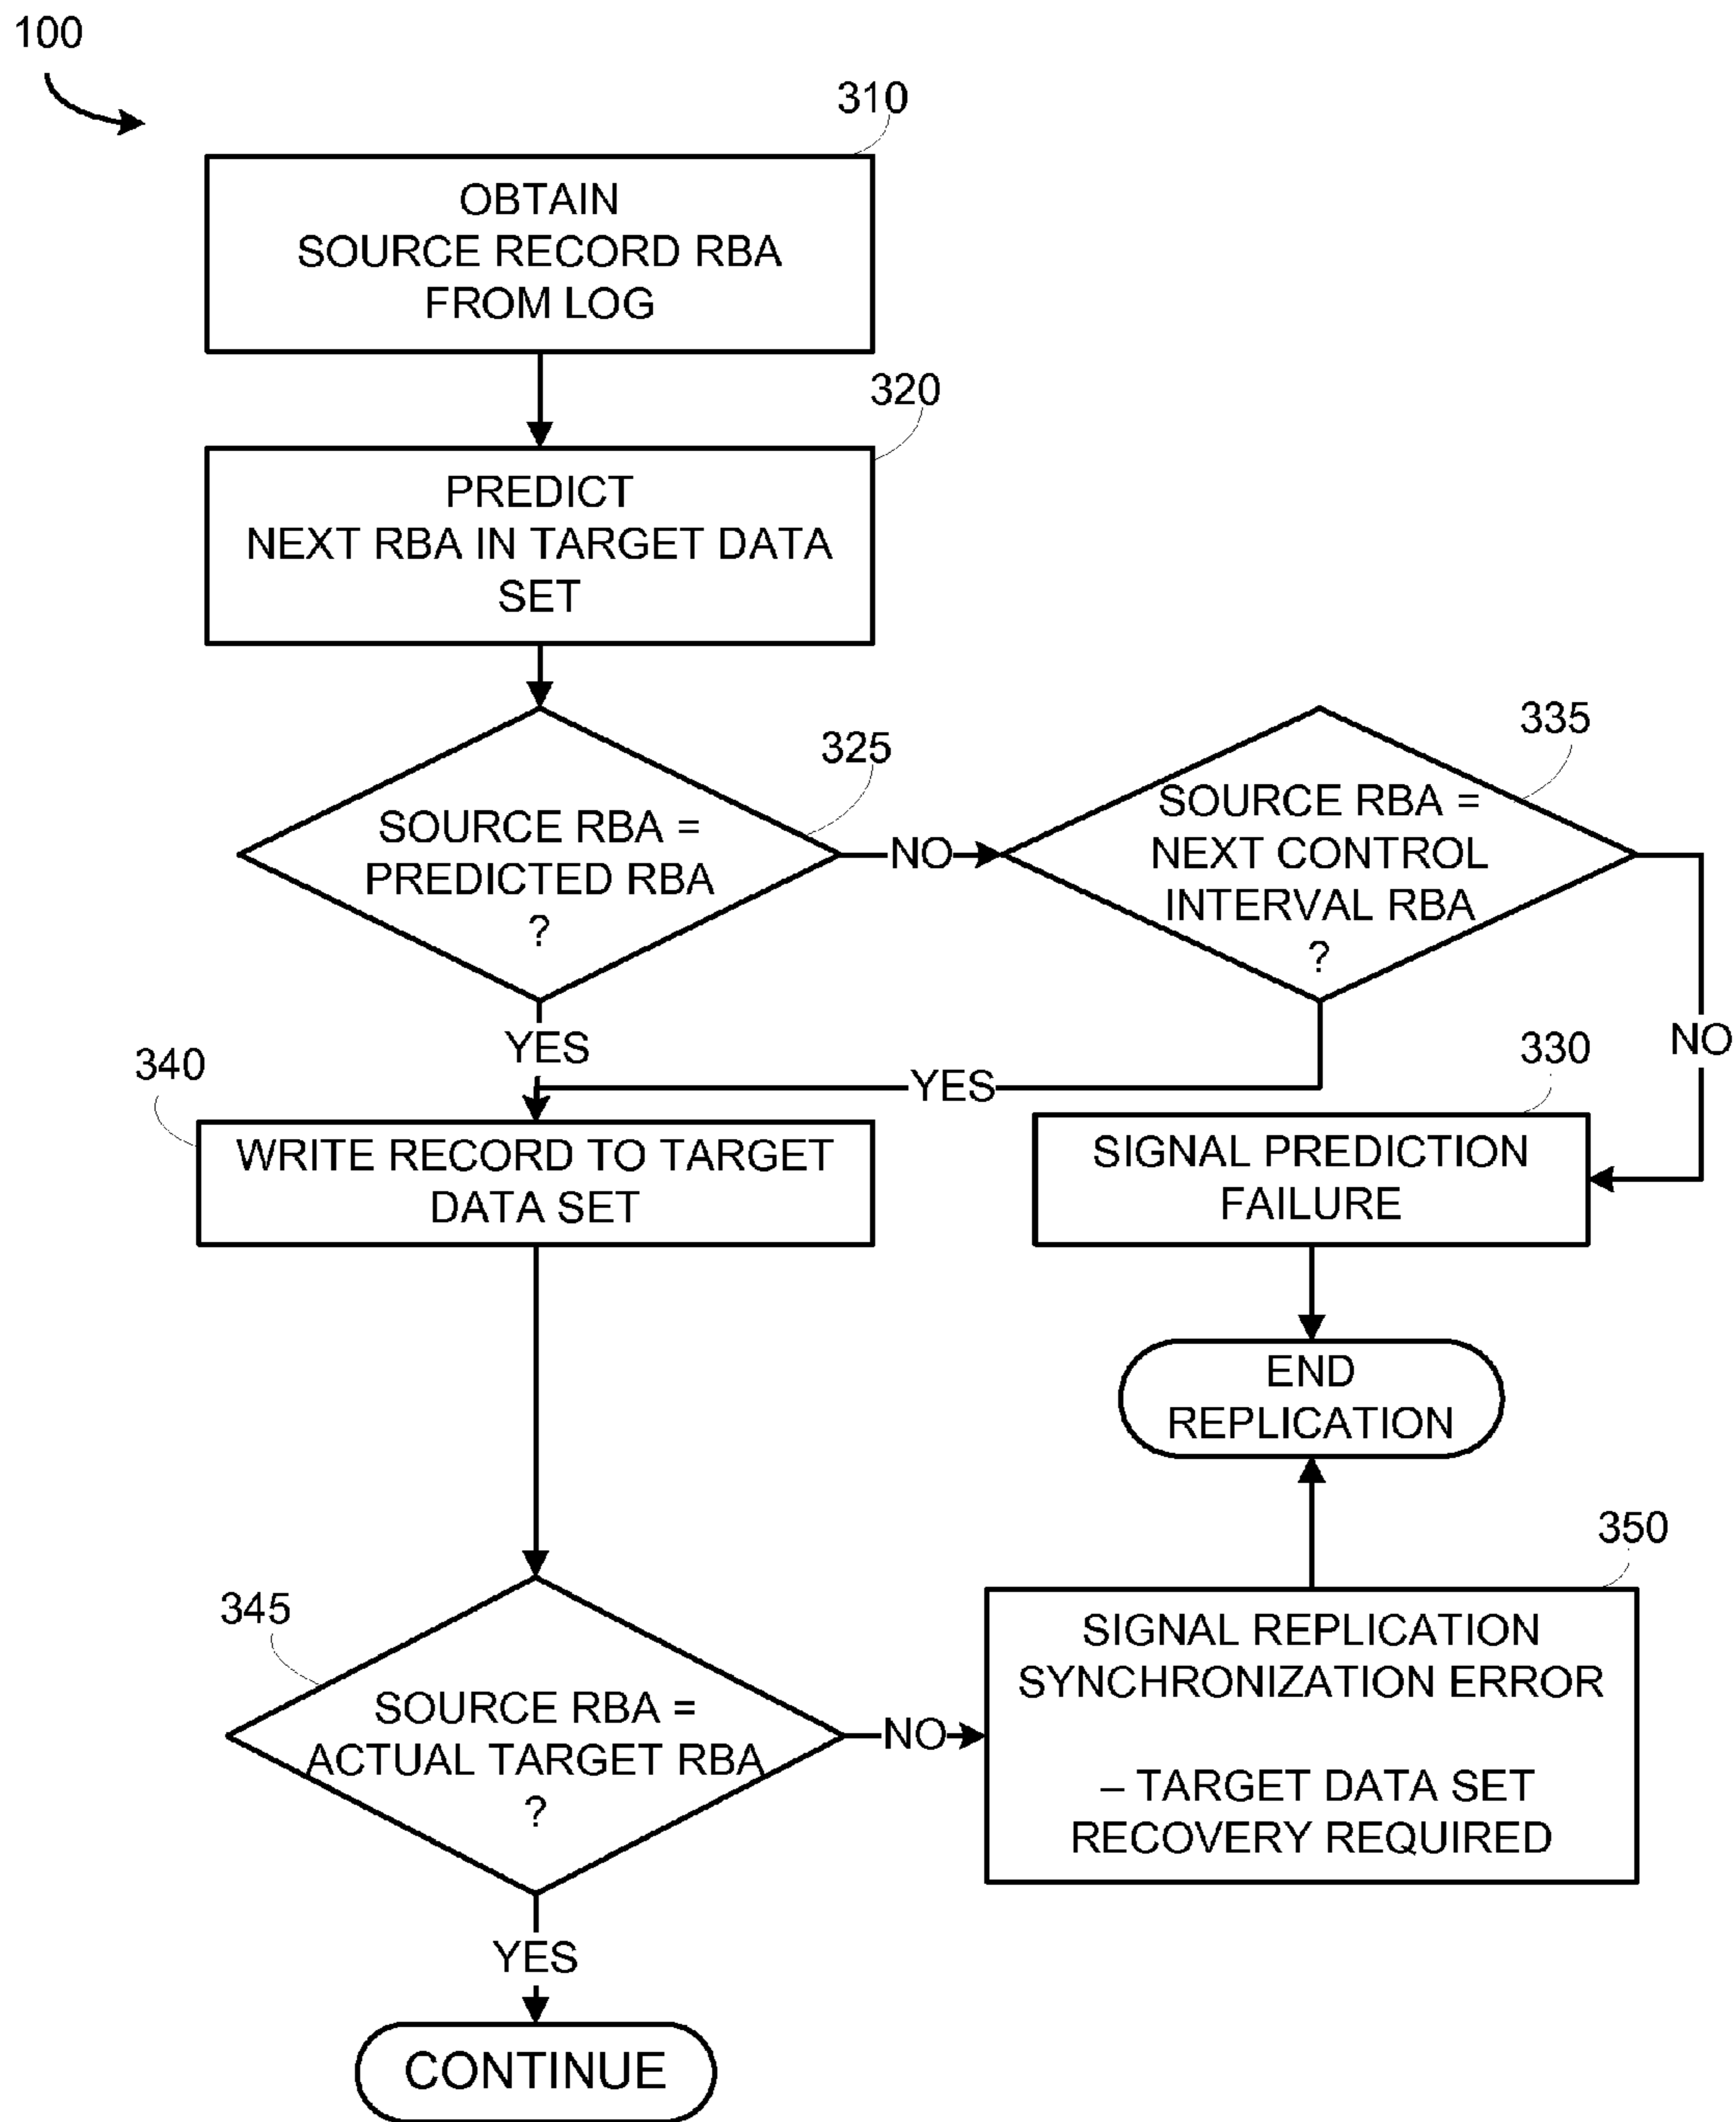 100
310
OBTAIN
SOURCE RECORD RBA
FROM LOG
320
PREDICT
NEXT RBA IN TARGET DATA
SET
325
SOURCE RBA =
PREDICTED RBA
?
NO
335
SOURCE RBA =
NEXT CONTROL
INTERVAL RBA
?
NO
YES
YES
340
WRITE RECORD TO TARGET
DATA SET
330
SIGNAL PREDICTION
FAILURE
END
REPLICATION
345
SOURCE RBA =
ACTUAL TARGET RBA
?
NO
350
SIGNAL REPLICATION
SYNCHRONIZATION ERROR
– TARGET DATA SET
RECOVERY REQUIRED
YES
CONTINUE